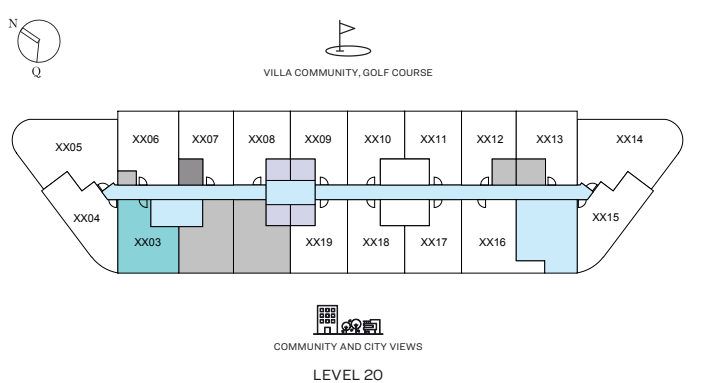 N
Q
VILLA COMMUNITY, GOLF COURSE
XX05
XX06
XX07
XX08
XX09
XX10
XX11
XX12
XX13
XX14
XX04
XX03
XX19
XX18
XX17
XX16
XX15
COMMUNITY AND CITY VIEWS
LEVEL 20